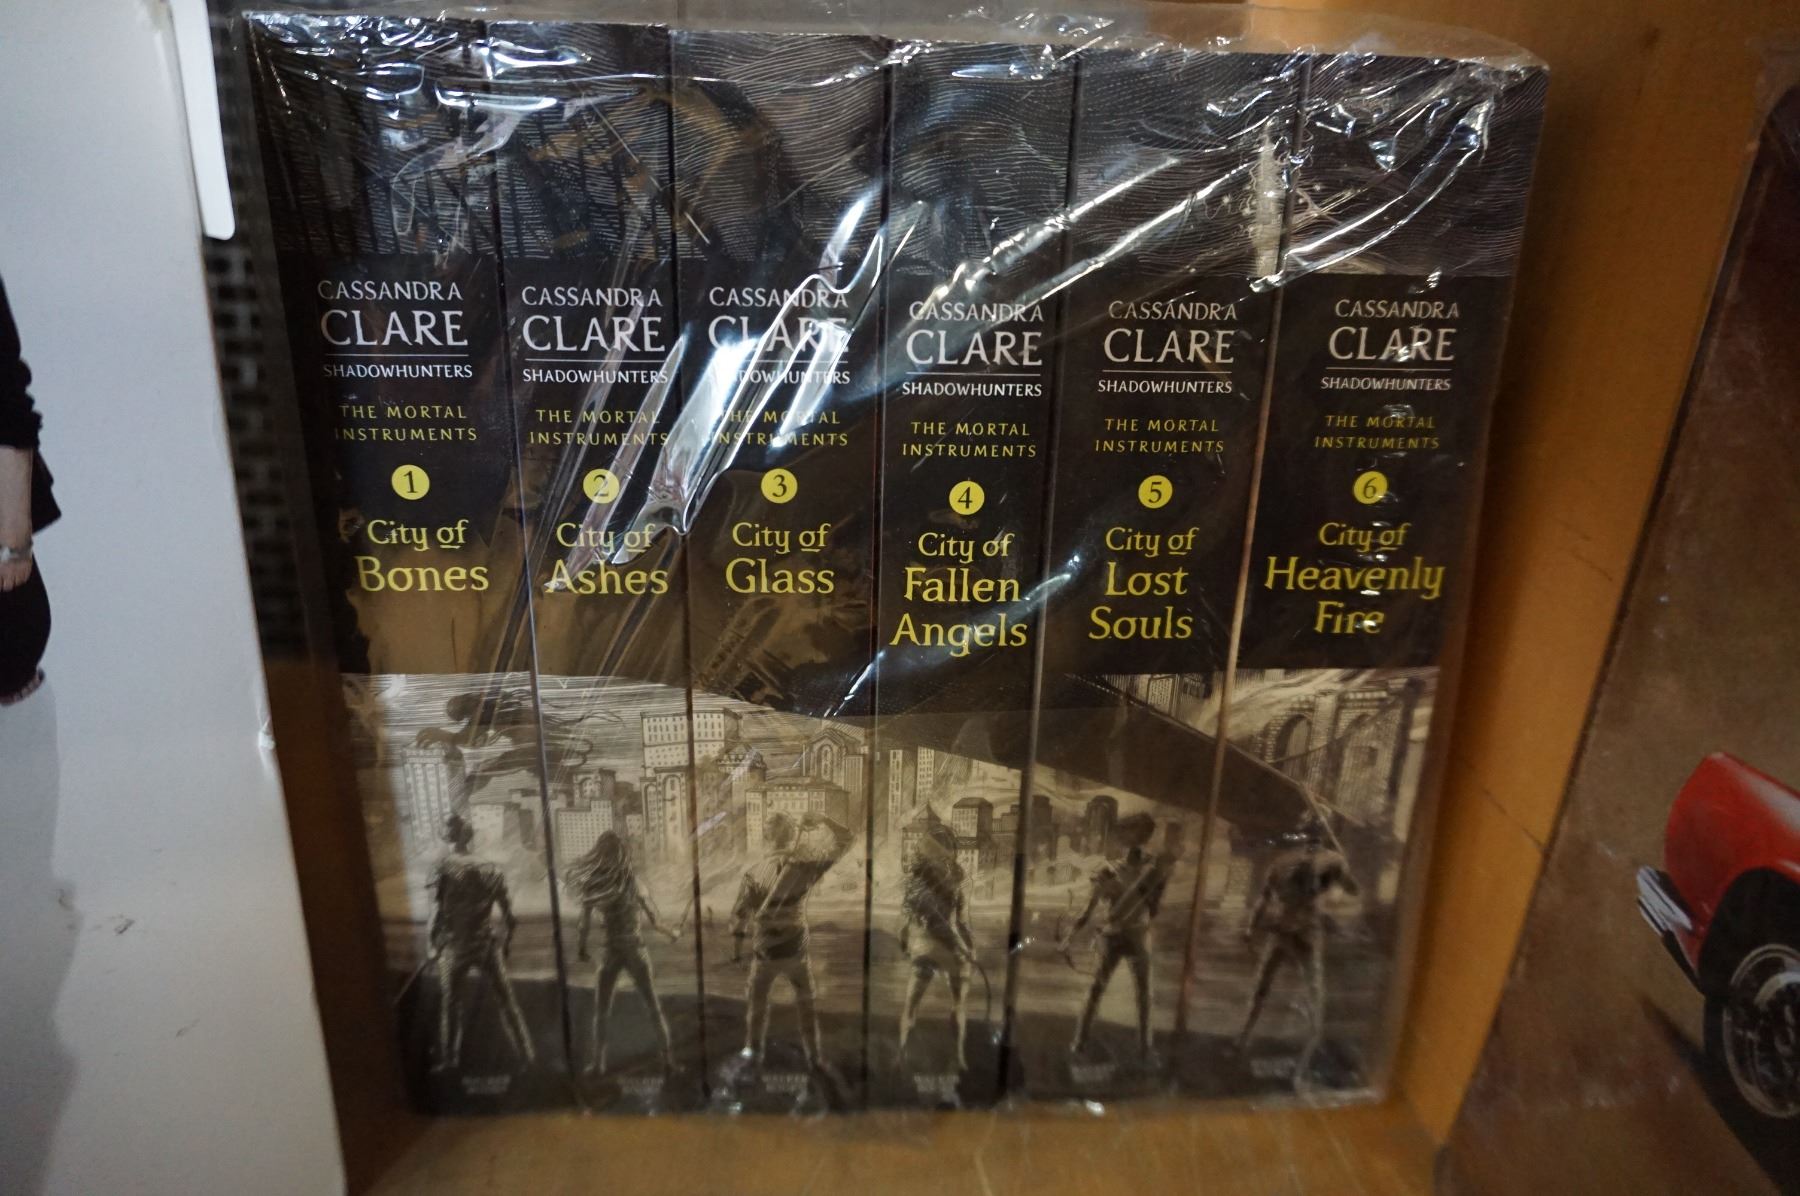 CASSANDRA
CLARE
SHADOWHUNTERS
THE MORTAL
INSTRUMENTS
1
City of
Bones
CASSANDRA
CLARE
SHADOWHUNTERS
THE MORTAL
INSTRUMENTS
2
City of
Ashes
CASSANDRA
CLARE
SHADOWHUNTERS
THE MORTAL
INSTRUMENTS
3
City of
Glass
CASSANDRA
CLARE
SHADOWHUNTERS
THE MORTAL
INSTRUMENTS
4
City of
Fallen
Angels
CASSANDRA
CLARE
SHADOWHUNTERS
THE MORTAL
INSTRUMENTS
5
City of
Lost
Souls
CASSANDRA
CLARE
SHADOWHUNTERS
THE MORTAL
INSTRUMENTS
6
City of
Heavenly
Fire